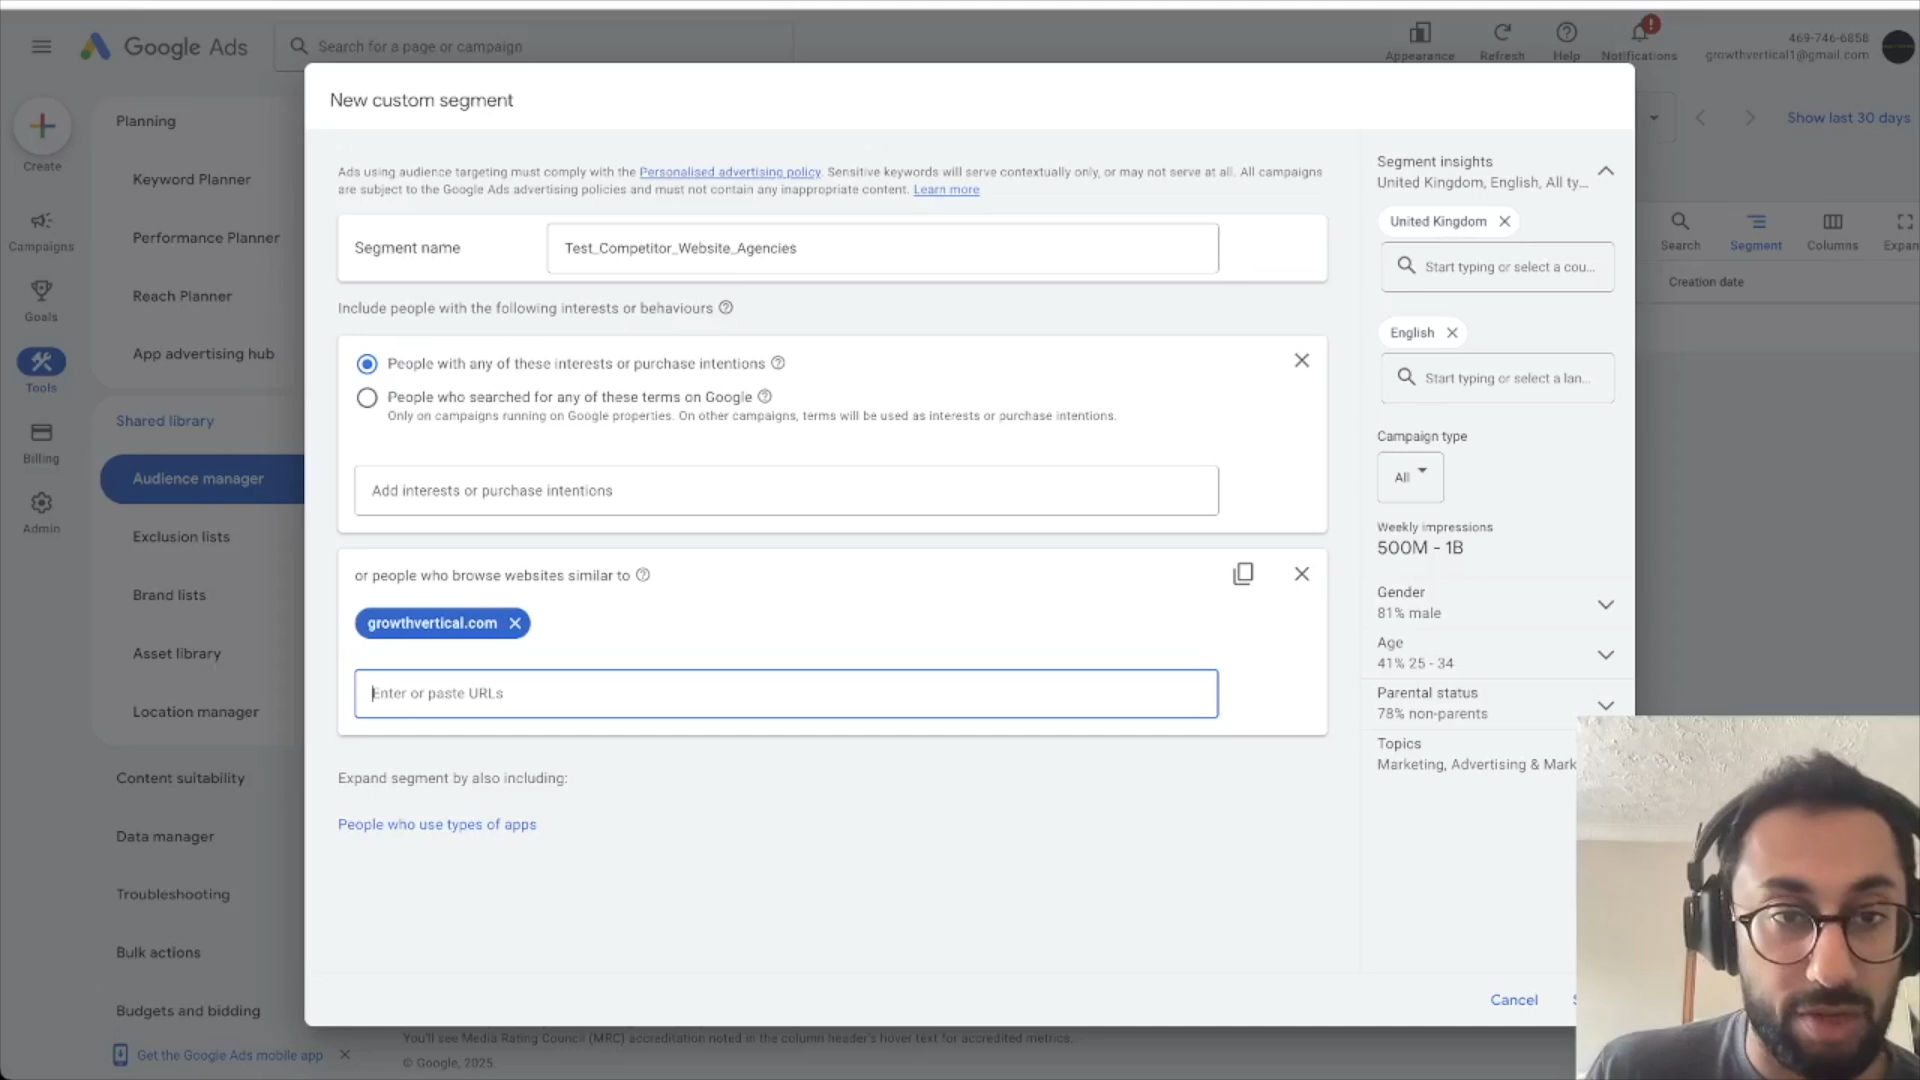 Google Ads
Search for a page or campaign
Appearance
Refresh
Help
Notifications
469-746-6858
growthvertical1@gmail.com
Create
Campaigns
Goals
Tools
Billing
Admin
Planning
Keyword Planner
Performance Planner
Reach Planner
App advertising hub
Shared library
Audience manager
Exclusion lists
Brand lists
Asset library
Location manager
Content suitability
Data manager
Troubleshooting
Bulk actions
Budgets and bidding
Get the Google Ads mobile app
New custom segment
Ads using audience targeting must comply with the Personalised advertising policy. Sensitive keywords will serve contextually only, or may not serve at all. All campaigns
are subject to the Google Ads advertising policies and must not contain any inappropriate content. Learn more
Segment name
Test_Competitor_Website_Agencies
Include people with the following interests or behaviours
People with any of these interests or purchase intentions
People who searched for any of these terms on Google
Only on campaigns running on Google properties. On other campaigns, terms will be used as interests or purchase intentions.
Add interests or purchase intentions
or people who browse websites similar to
growthvertical.com
Enter or paste URLs
Expand segment by also including:
People who use types of apps
Cancel
Segment insights
United Kingdom, English, All ty...
United Kingdom
Start typing or select a cou...
English
Start typing or select a lan...
Campaign type
All
Weekly impressions
500M - 1B
Gender
81% male
Age
41% 25 - 34
Parental status
78% non-parents
Topics
Marketing, Advertising & Mark
Show last 30 days
Search
Segment
Columns
Expan
Creation date
You'll see Media Rating Council (MRC) accreditation noted in the column header's hover text for accredited metrics.
© Google, 2025